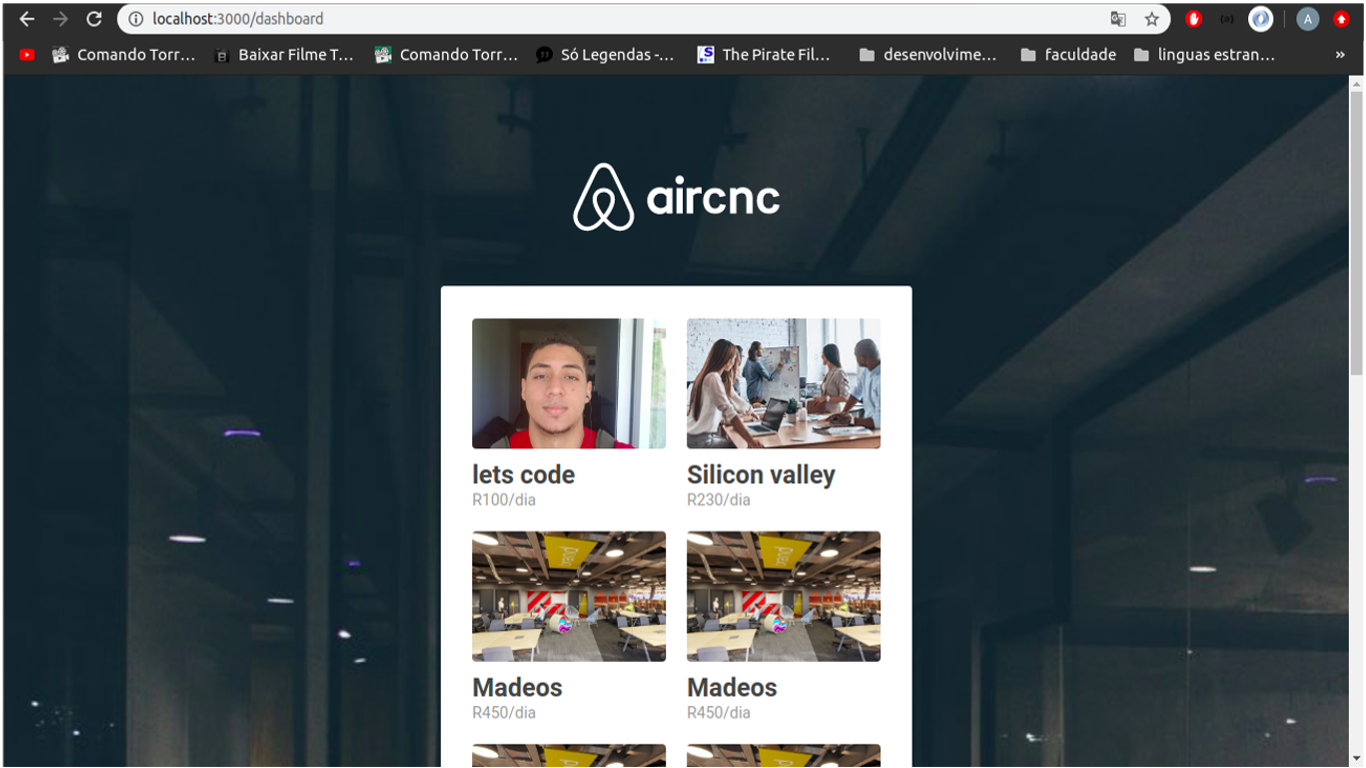 localhost:3000/dashboard
A
Comando Torr... Baixar Filme T... Comando Torr... Só Legendas -... The Pirate Fil... desenvolvime... faculdade linguas estran... »
aircnc
lets code Silicon valley
R100/dia R230/dia
Madeos Madeos
R450/dia R450/dia